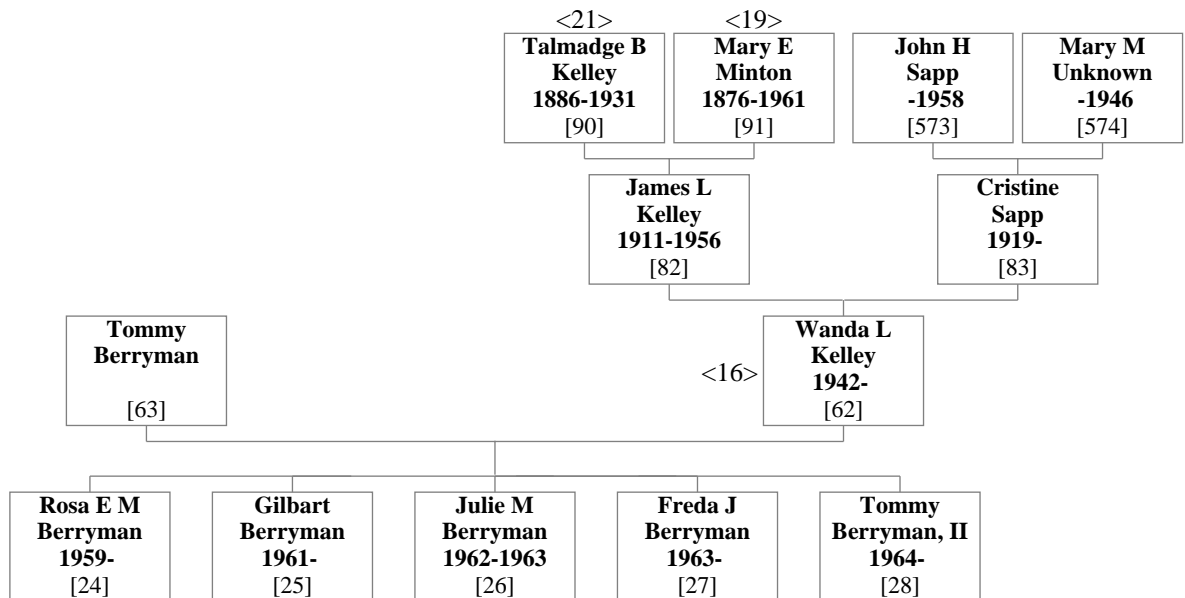 <21>
Talmadge B
Kelley
1886-1931
[90]
<19>
Mary E
Minton
1876-1961
[91]
John H
Sapp
-1958
[573]
Mary M
Unknown
-1946
[574]
James L
Kelley
1911-1956
[82]
Cristine
Sapp
1919-
[83]
Tommy
Berryman
[63]
<16>
Wanda L
Kelley
1942-
[62]
Rosa E M
Berryman
1959-
[24]
Gilbart
Berryman
1961-
[25]
Julie M
Berryman
1962-1963
[26]
Freda J
Berryman
1963-
[27]
Tommy
Berryman, II
1964-
[28]